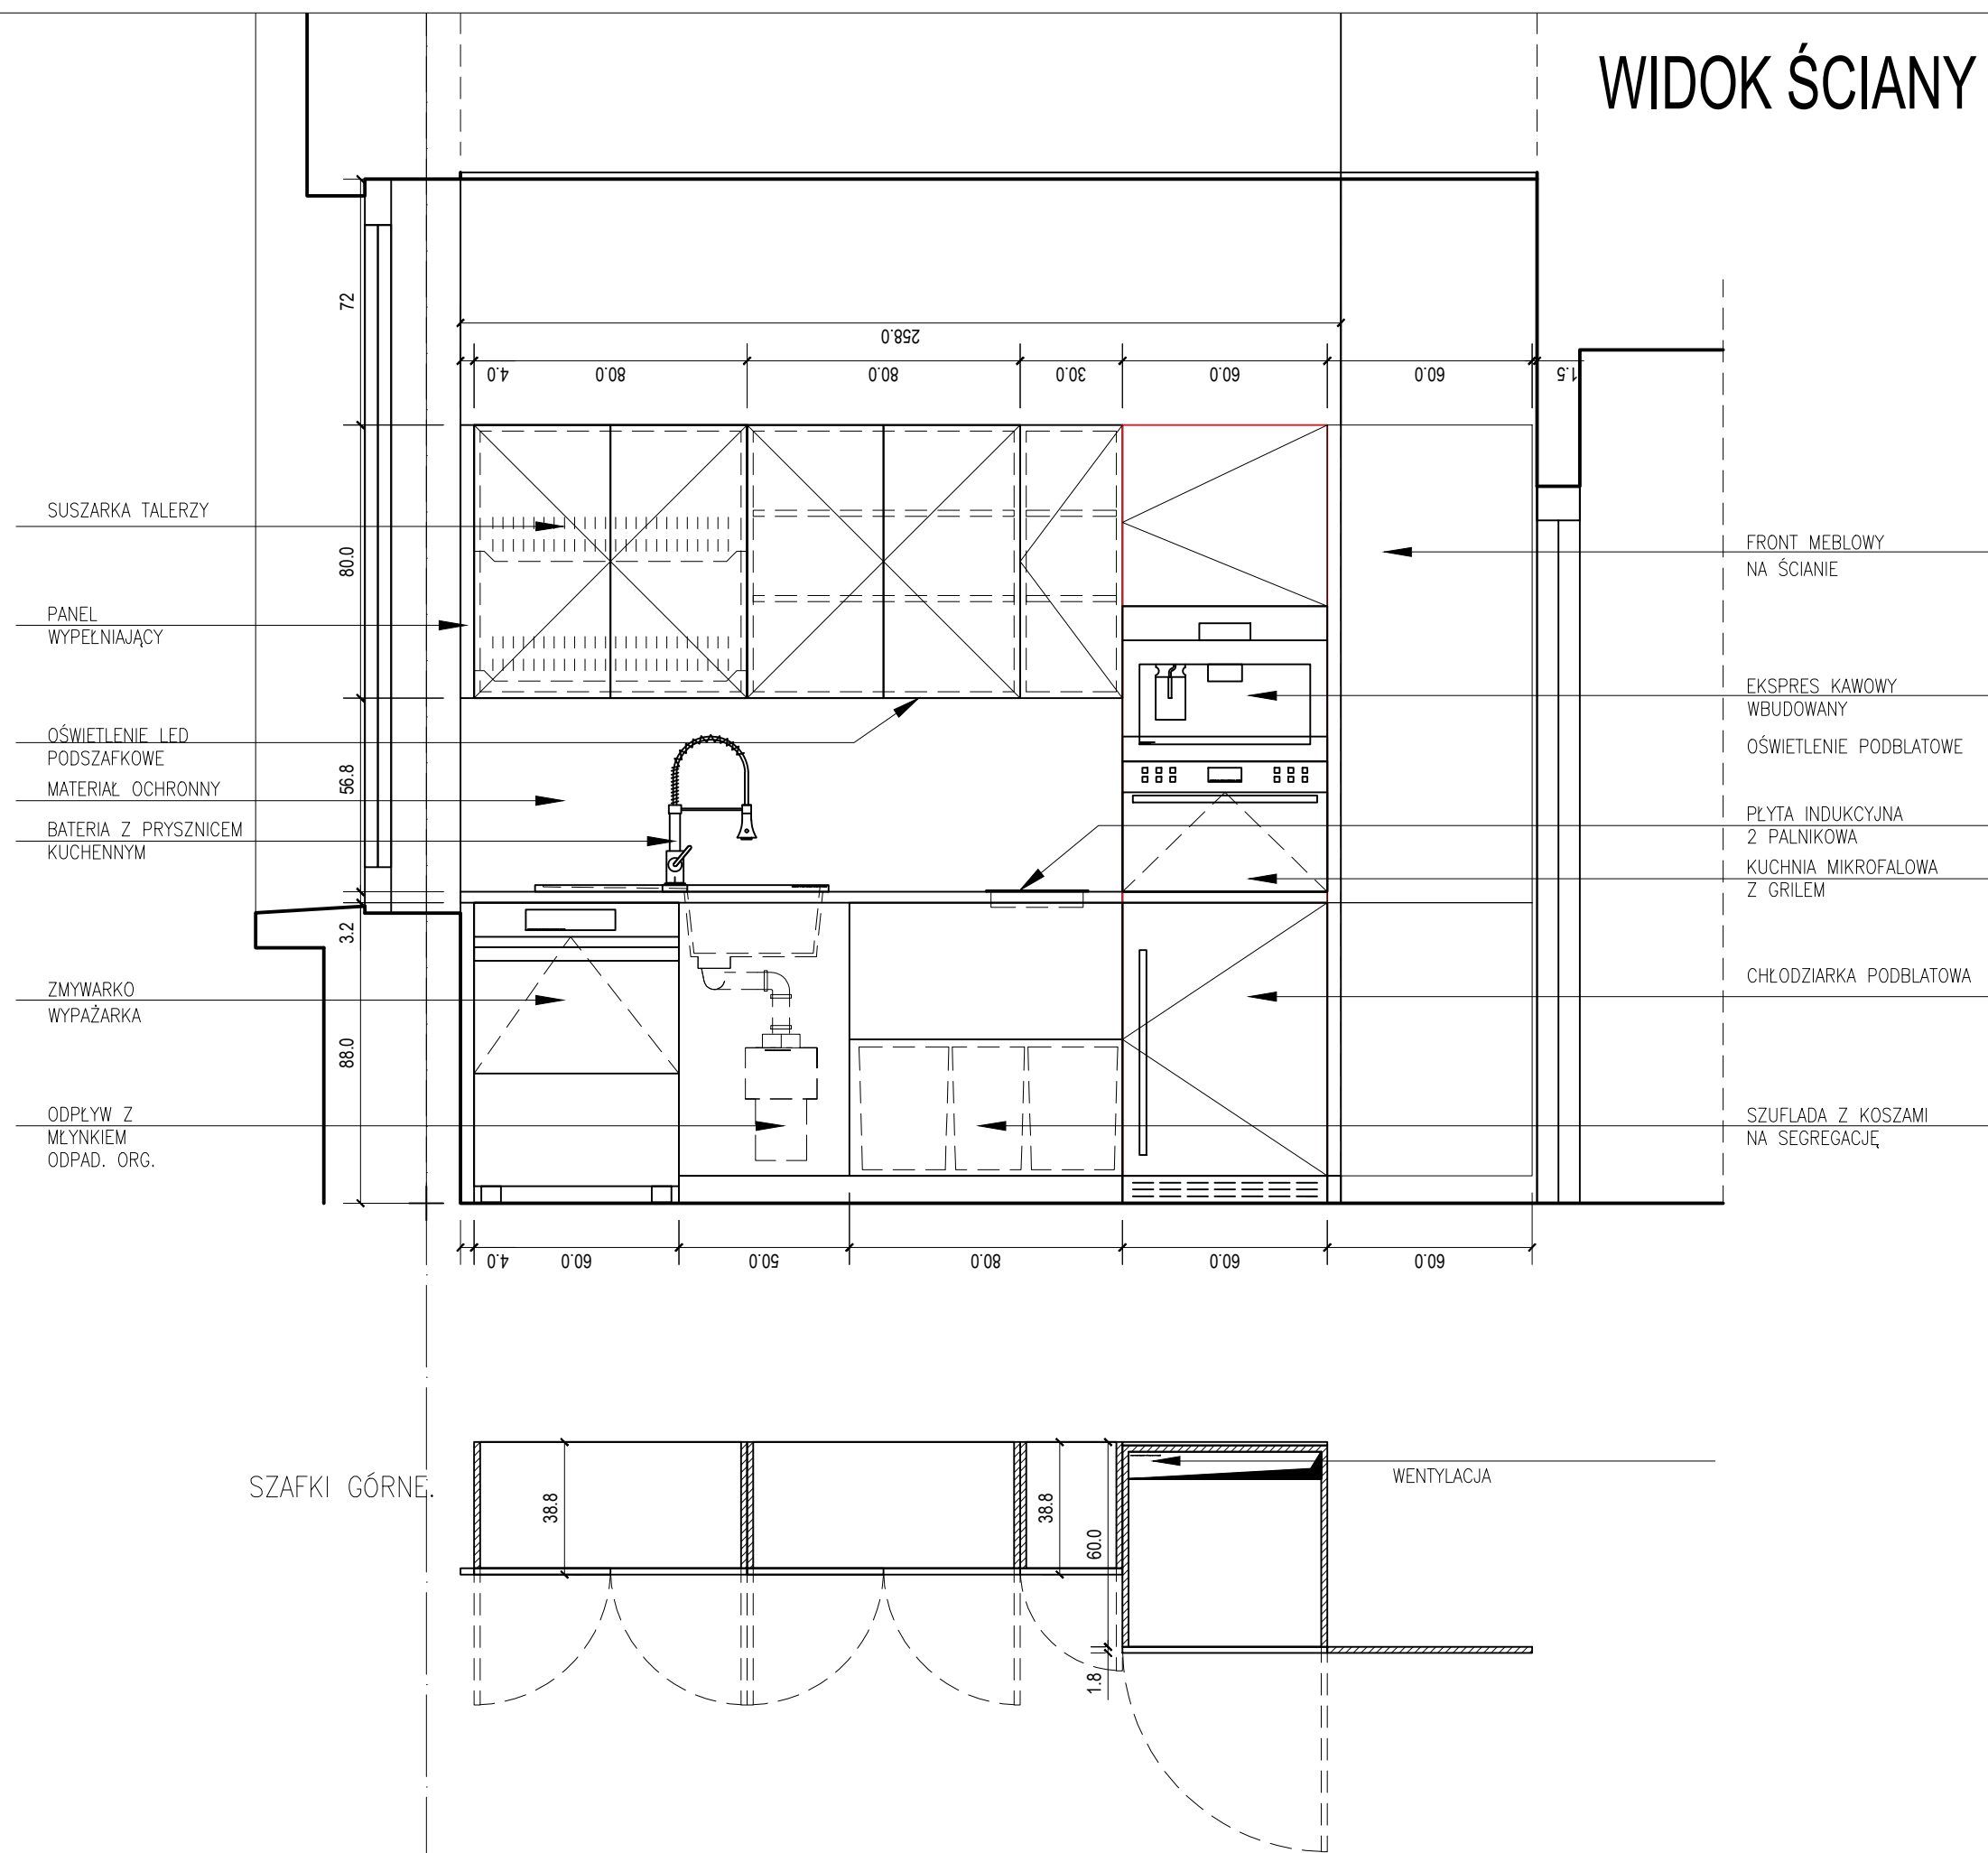 WIDOK ŚCIANY
72
258.0
4.0
80.0
80.0
30.0
60.0
60.0
1.5
SUSZARKA TALERZY
FRONT MEBLOWY
NA ŚCIANIE
80.0
PANEL
WYPEŁNIAJĄCY
EKSPRES KAWOWY
WBUDOWANY
OŚWIETLENIE LED
PODSZAFKOWE
OŚWIETLENIE PODBLATOWE
56.8
MATERIAŁ OCHRONNY
BATERIA Z PRYSZNICEM
KUCHENNYM
PŁYTA INDUKCYJNA
2 PALNIKOWA
KUCHNIA MIKROFALOWA
Z GRILEM
3.2
ZMYWARKO
WYPAŻARKA
CHŁODZIARKA PODBLATOWA
88.0
ODPŁYW Z
MŁYNKIEM
ODPAD. ORG.
SZUFLADA Z KOSZAMI
NA SEGREGACJĘ
4.0
60.0
50.0
80.0
60.0
60.0
SZAFKI GÓRNE.
WENTYLACJA
38.8
38.8
60.0
1.8